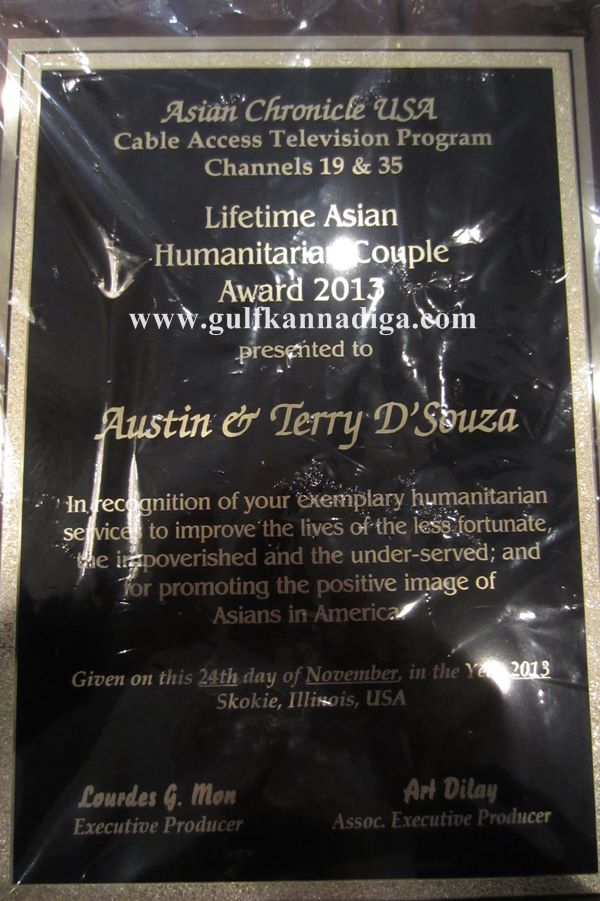 Asian Chronicle USA
Cable Access Television Program
Channels 19 & 35
Lifetime Asian
Humanitarian Couple
Award 2013
www.gulfkannadiga.com
presented to
Austin & Terry D'Souza
In recognition of your exemplary humanitarian
services to improve the lives of the less fortunate,
the impoverished and the under-served; and
for promoting the positive image of
Asians in America.
Given on this 24th day of November, in the Year 2013
Skokie, Illinois, USA
Lourdes G. Mon
Executive Producer
Art Dilay
Assoc. Executive Producer